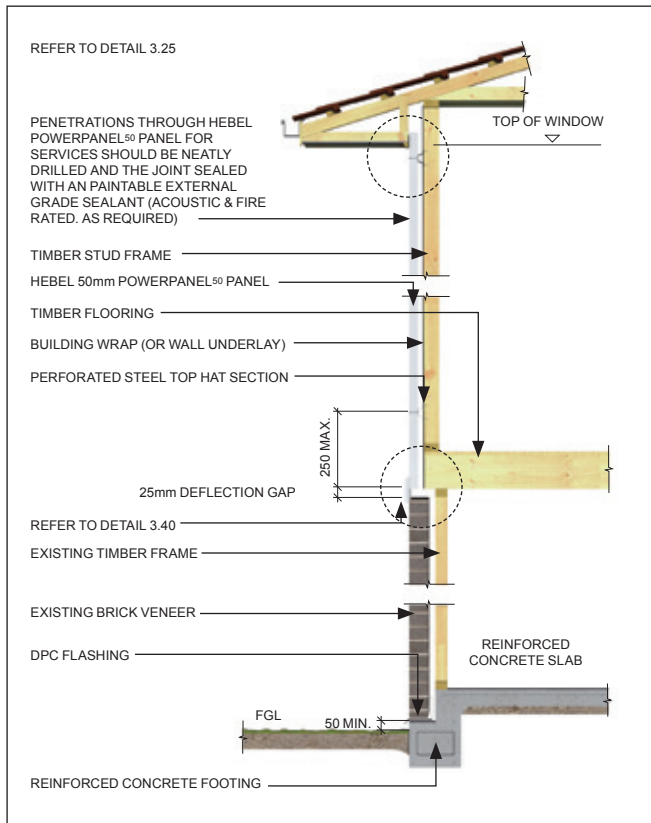 REFER TO DETAIL 3.25
PENETRATIONS THROUGH HEBEL
POWERPANEL50 PANEL FOR
SERVICES SHOULD BE NEATLY
DRILLED AND THE JOINT SEALED
WITH AN PAINTABLE EXTERNAL
GRADE SEALANT (ACOUSTIC & FIRE
RATED. AS REQUIRED)
TOP OF WINDOW
TIMBER STUD FRAME
HEBEL 50mm POWERPANEL50 PANEL
TIMBER FLOORING
BUILDING WRAP (OR WALL UNDERLAY)
PERFORATED STEEL TOP HAT SECTION
250 MAX.
25mm DEFLECTION GAP
REFER TO DETAIL 3.40
EXISTING TIMBER FRAME
EXISTING BRICK VENEER
DPC FLASHING
REINFORCED
CONCRETE SLAB
FGL
50 MIN.
REINFORCED CONCRETE FOOTING